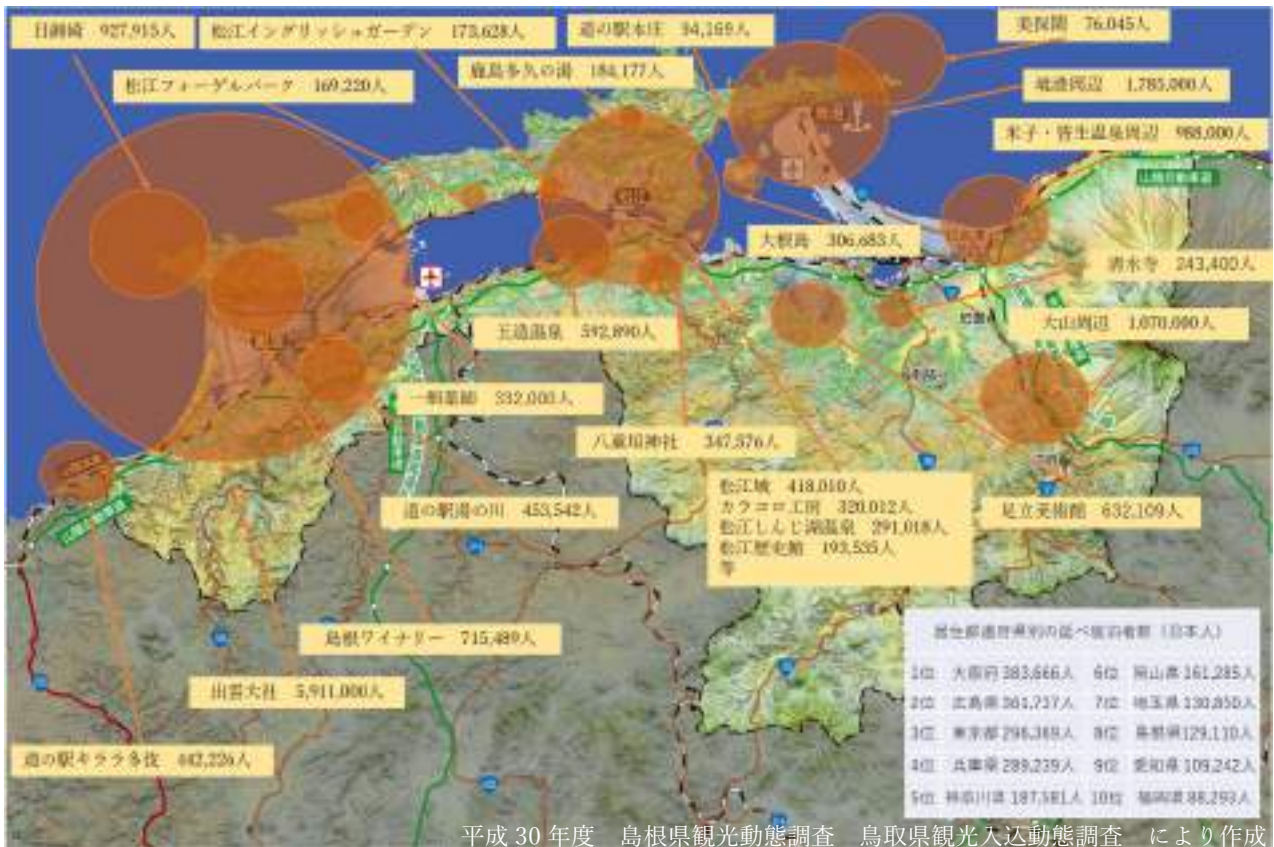 日御碕 927,915人
松江イングリッシュガーデン 173,628人
道の駅本庄 94,169人
美保関 76,045人
鹿島多久の湯 184,177人
松江フォーゲルパーク 169,220人
境港周辺 1,785,000人
米子・皆生温泉周辺 988,000人
大根島 306,683人
清水寺 243,400人
大山周辺 1,070,000人
玉造温泉 592,890人
一畑薬師 332,000人
八重垣神社 347,576人
松江城 418,010人
カラコロ工房 320,012人
松江しんじ湖温泉 291,018人
松江歴史館 193,535人
等
道の駅湯の川 453,542人
足立美術館 632,109人
島根ワイナリー 715,489人
出雲大社 5,911,000人
道の駅キララ多伎 442,226人
居住都道府県別の延べ宿泊者数(日本人)
1位 大阪府 383,666人 6位 岡山県 161,285人
2位 広島県 361,737人 7位 埼玉県 130,850人
3位 東京都 296,369人 8位 島根県 129,110人
4位 兵庫県 289,239人 9位 愛知県 109,242人
5位 神奈川県 187,581人 10位 福岡県 88,293人
平成 30 年度 島根県観光動態調査 鳥取県観光入込動態調査 により作成